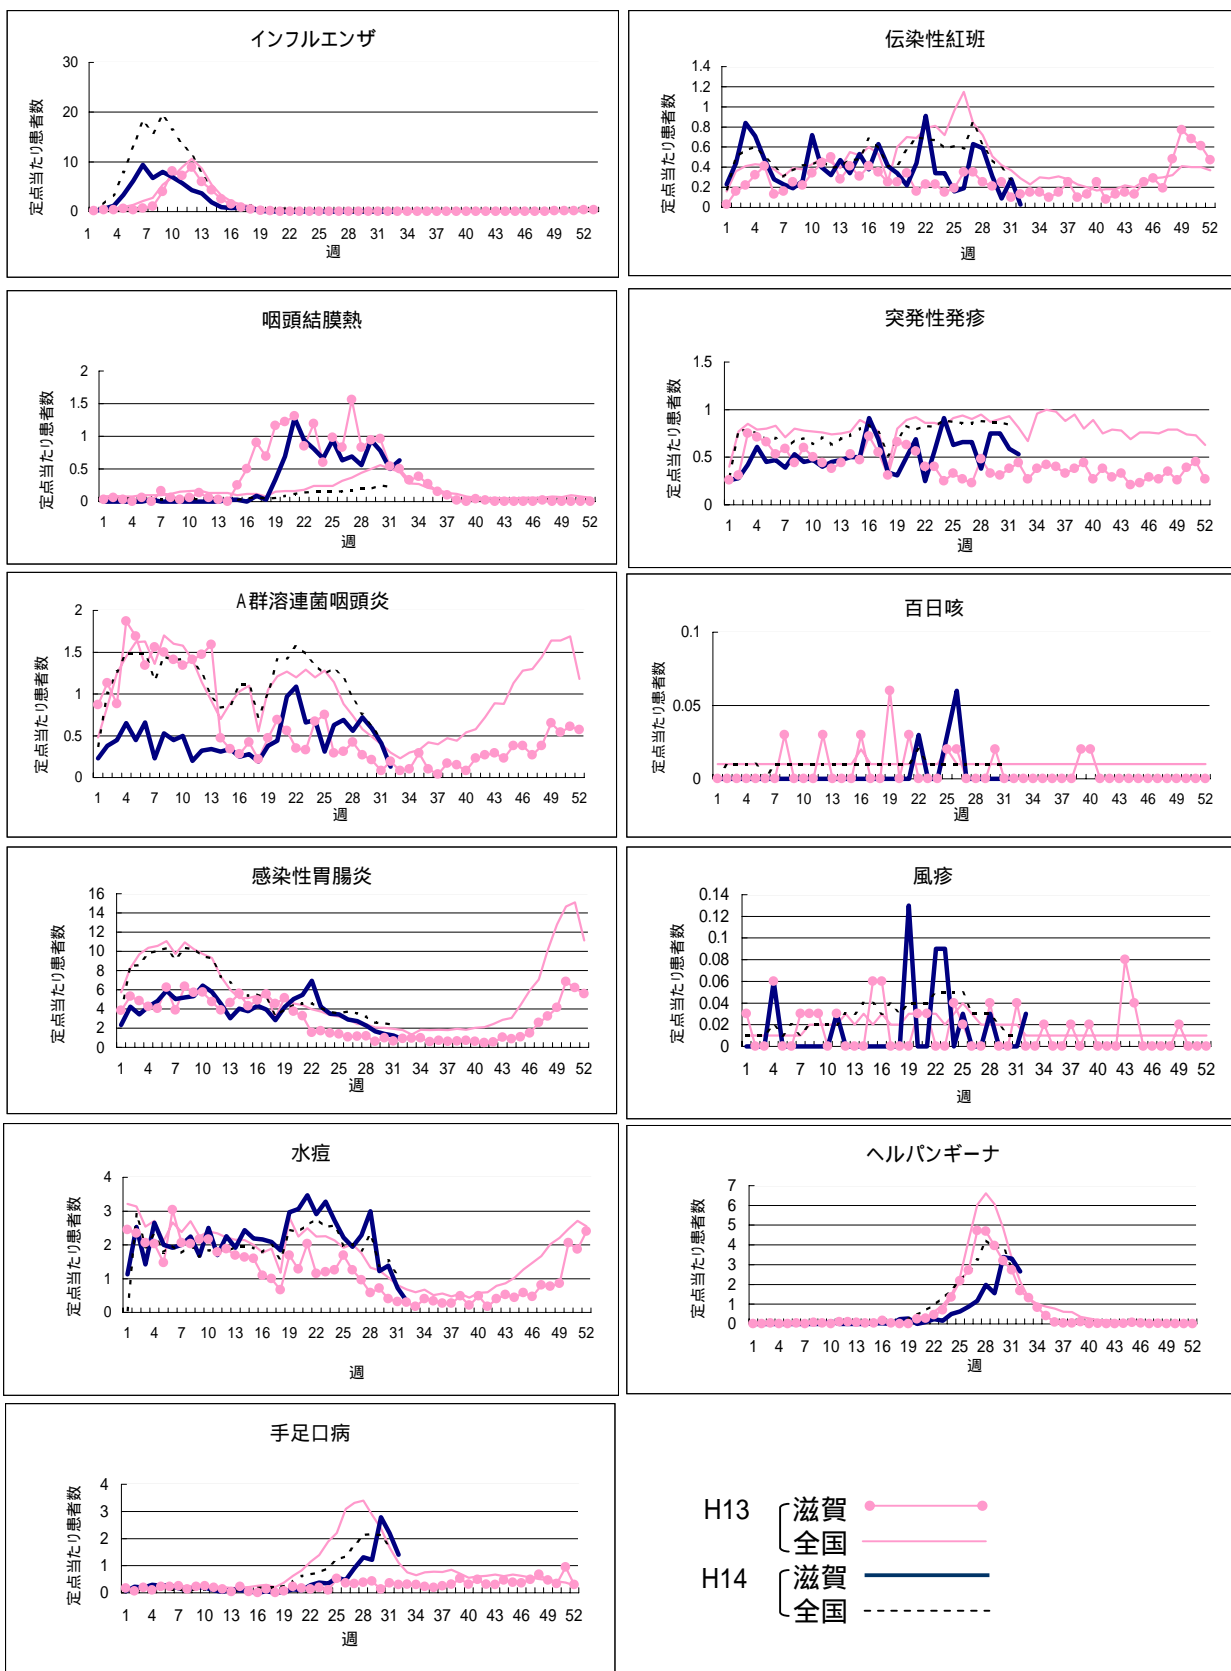 インフルエンザ
定点当たり患者数
30
20
10
0
1 4 7 10 13 16 19 22 25 28 31 34 37 40 43 46 49 52
週
伝染性紅班
定点当たり患者数
1.4
1.2
1
0.8
0.6
0.4
0.2
0
1 4 7 10 13 16 19 22 25 28 31 34 37 40 43 46 49 52
週
咽頭結膜熱
定点当たり患者数
2
1.5
1
0.5
0
1 4 7 10 13 16 19 22 25 28 31 34 37 40 43 46 49 52
週
突発性発疹
定点当たり患者数
1.5
1
0.5
0
1 4 7 10 13 16 19 22 25 28 31 34 37 40 43 46 49 52
週
A群溶連菌咽頭炎
定点当たり患者数
2
1.5
1
0.5
0
1 4 7 10 13 16 19 22 25 28 31 34 37 40 43 46 49 52
週
百日咳
定点当たり患者数
0.1
0.05
0
1 4 7 10 13 16 19 22 25 28 31 34 37 40 43 46 49 52
週
感染性胃腸炎
定点当たり患者数
16
14
12
10
8
6
4
2
0
1 4 7 10 13 16 19 22 25 28 31 34 37 40 43 46 49 52
週
風疹
定点当たり患者数
0.14
0.12
0.1
0.08
0.06
0.04
0.02
0
1 4 7 10 13 16 19 22 25 28 31 34 37 40 43 46 49 52
週
水痘
定点当たり患者数
4
3
2
1
0
1 4 7 10 13 16 19 22 25 28 31 34 37 40 43 46 49 52
週
ヘルパンギーナ
定点当たり患者数
7
6
5
4
3
2
1
0
1 4 7 10 13 16 19 22 25 28 31 34 37 40 43 46 49 52
週
手足口病
定点当たり患者数
4
3
2
1
0
1 4 7 10 13 16 19 22 25 28 31 34 37 40 43 46 49 52
週
H13 滋賀
全国
H14 滋賀
全国